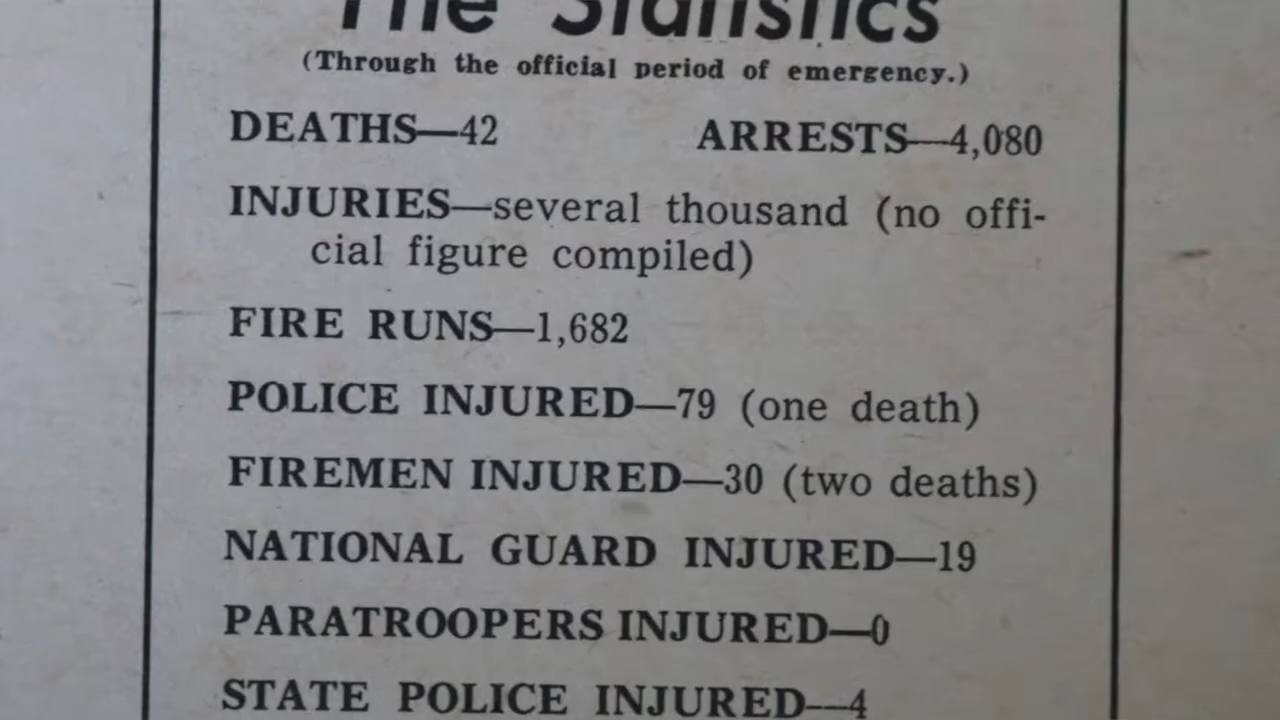 The Statistics
(Through the official period of emergency.)
DEATHS—42 ARRESTS—4,080
INJURIES—several thousand (no offi-
cial figure compiled)
FIRE RUNS—1,682
POLICE INJURED—79 (one death)
FIREMEN INJURED—30 (two deaths)
NATIONAL GUARD INJURED—19
PARATROOPERS INJURED—0
STATE POLICE INJURED—4